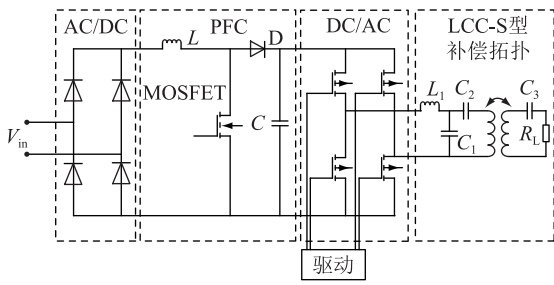 AC/DC
PFC
DC/AC
LCC-S型
补偿拓扑
L
D
MOSFET
C
V_in
L_1
C_2
C_3
C_1
R_L
驱动